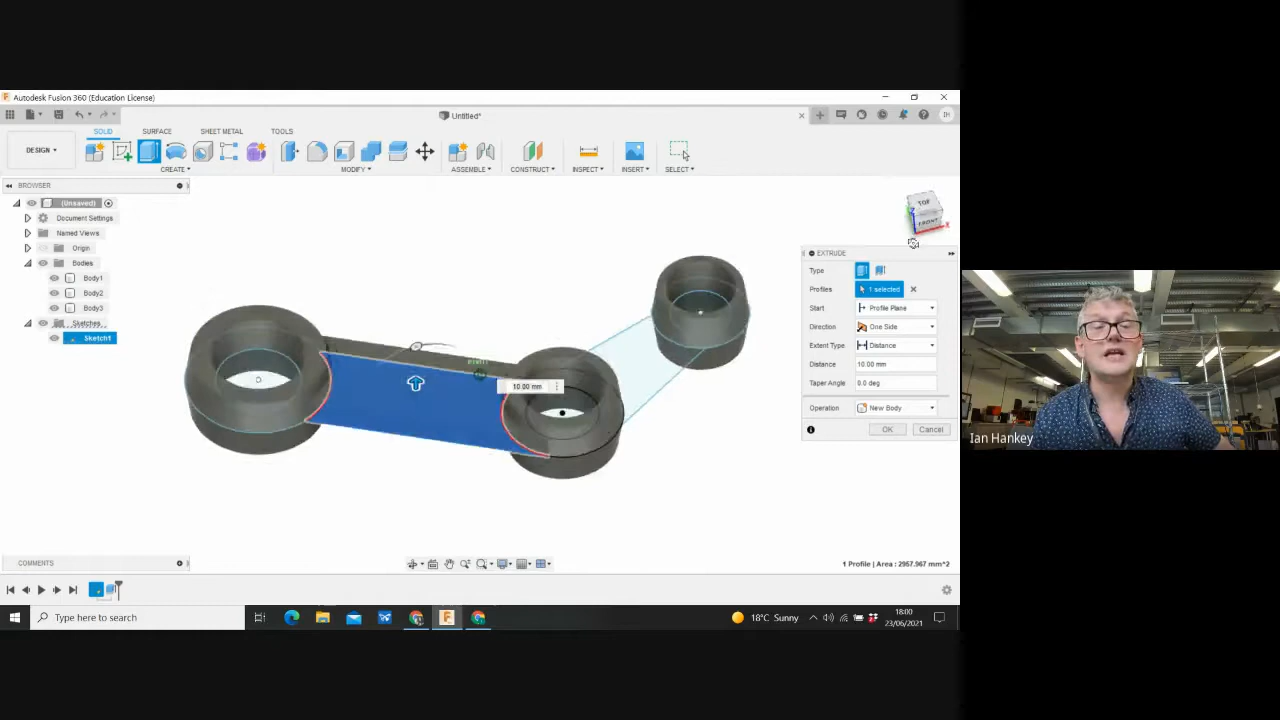 Autodesk Fusion 360 (Education License)
Untitled*
IH
SOLID SURFACE SHEET METAL TOOLS
DESIGN
CREATE MODIFY ASSEMBLE CONSTRUCT INSPECT INSERT SELECT
BROWSER
(Unsaved)
Document Settings
Named Views
Origin
Bodies
Body1
Body2
Body3
Sketches
Sketch1
TOP
FRONT
Z
X
10.00 mm
EXTRUDE
Type
Profiles 1 selected
Start Profile Plane
Direction One Side
Extent Type Distance
Distance 10.00 mm
Taper Angle 0.0 deg
Operation New Body
OK Cancel
Ian Hankey
COMMENTS
1 Profile | Area : 2957.967 mm^2
Type here to search
18°C Sunny
18:00
23/06/2021